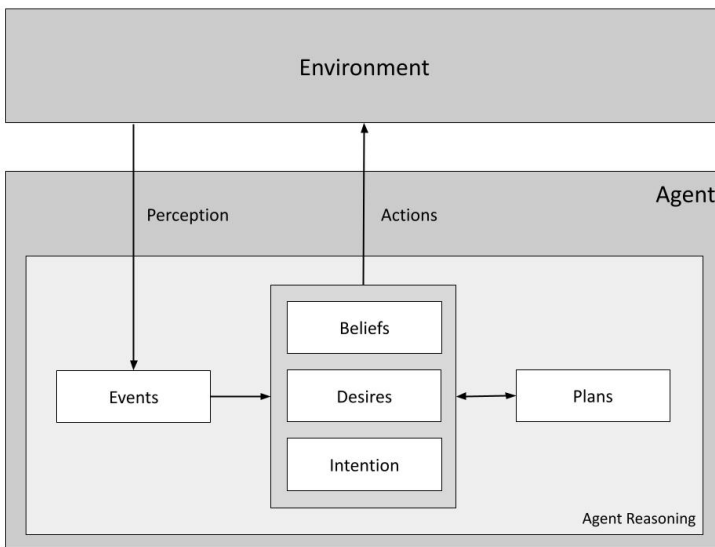 Environment
Agent
Perception
Actions
Beliefs
Events
Desires
Plans
Intention
Agent Reasoning